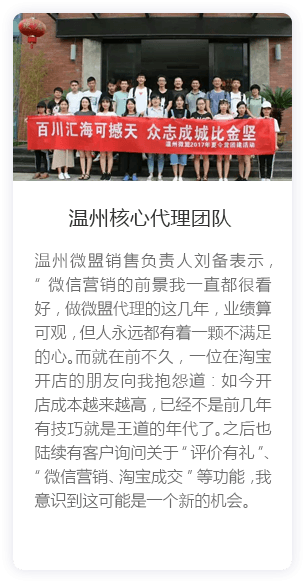 百川汇海可撼天 众志成城比金坚
温州微盟2017年夏令营团建活动
温州核心代理团队
温州微盟销售负责人刘备表示，
“微信营销的前景我一直都很看
好，做微盟代理的这几年，业绩算
可观，但人永远都有着一颗不满足
的心。而就在前不久，一位在淘宝
开店的朋友向我抱怨道：如今开
店成本越来越高，已经不是前几年
有技巧就是王道的年代了。之后也
陆续有客户询问关于“评价有礼”、
“微信营销、淘宝成交”等功能，我
意识到这可能是一个新的机会。